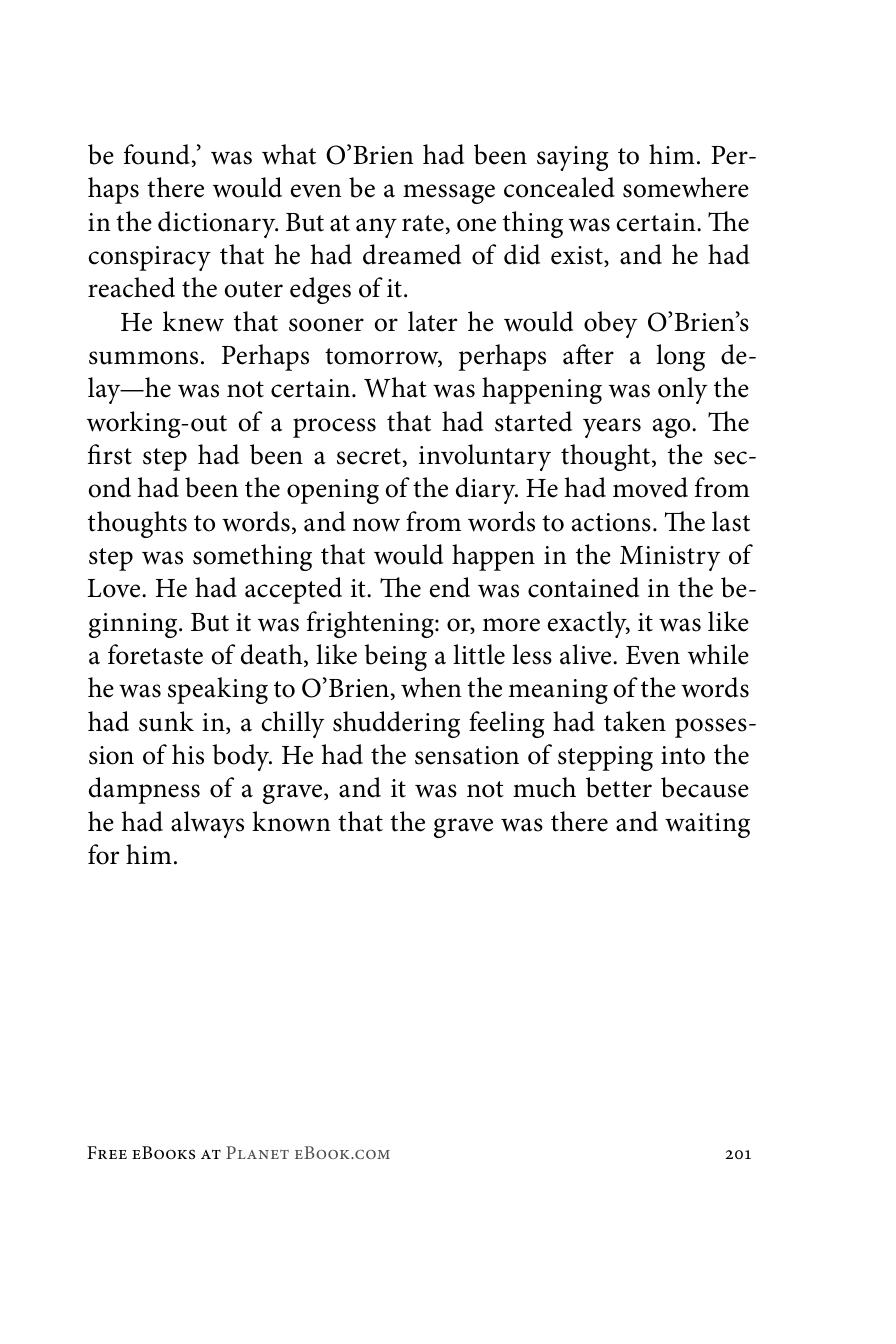 be found,’ was what O’Brien had been saying to him. Per-
haps there would even be a message concealed somewhere
in the dictionary. But at any rate, one thing was certain. The
conspiracy that he had dreamed of did exist, and he had
reached the outer edges of it.
He knew that sooner or later he would obey O’Brien’s
summons. Perhaps tomorrow, perhaps after a long de-
lay—he was not certain. What was happening was only the
working-out of a process that had started years ago. The
first step had been a secret, involuntary thought, the sec-
ond had been the opening of the diary. He had moved from
thoughts to words, and now from words to actions. The last
step was something that would happen in the Ministry of
Love. He had accepted it. The end was contained in the be-
ginning. But it was frightening: or, more exactly, it was like
a foretaste of death, like being a little less alive. Even while
he was speaking to O’Brien, when the meaning of the words
had sunk in, a chilly shuddering feeling had taken posses-
sion of his body. He had the sensation of stepping into the
dampness of a grave, and it was not much better because
he had always known that the grave was there and waiting
for him.
Free eBooks at Planet eBook.com 201